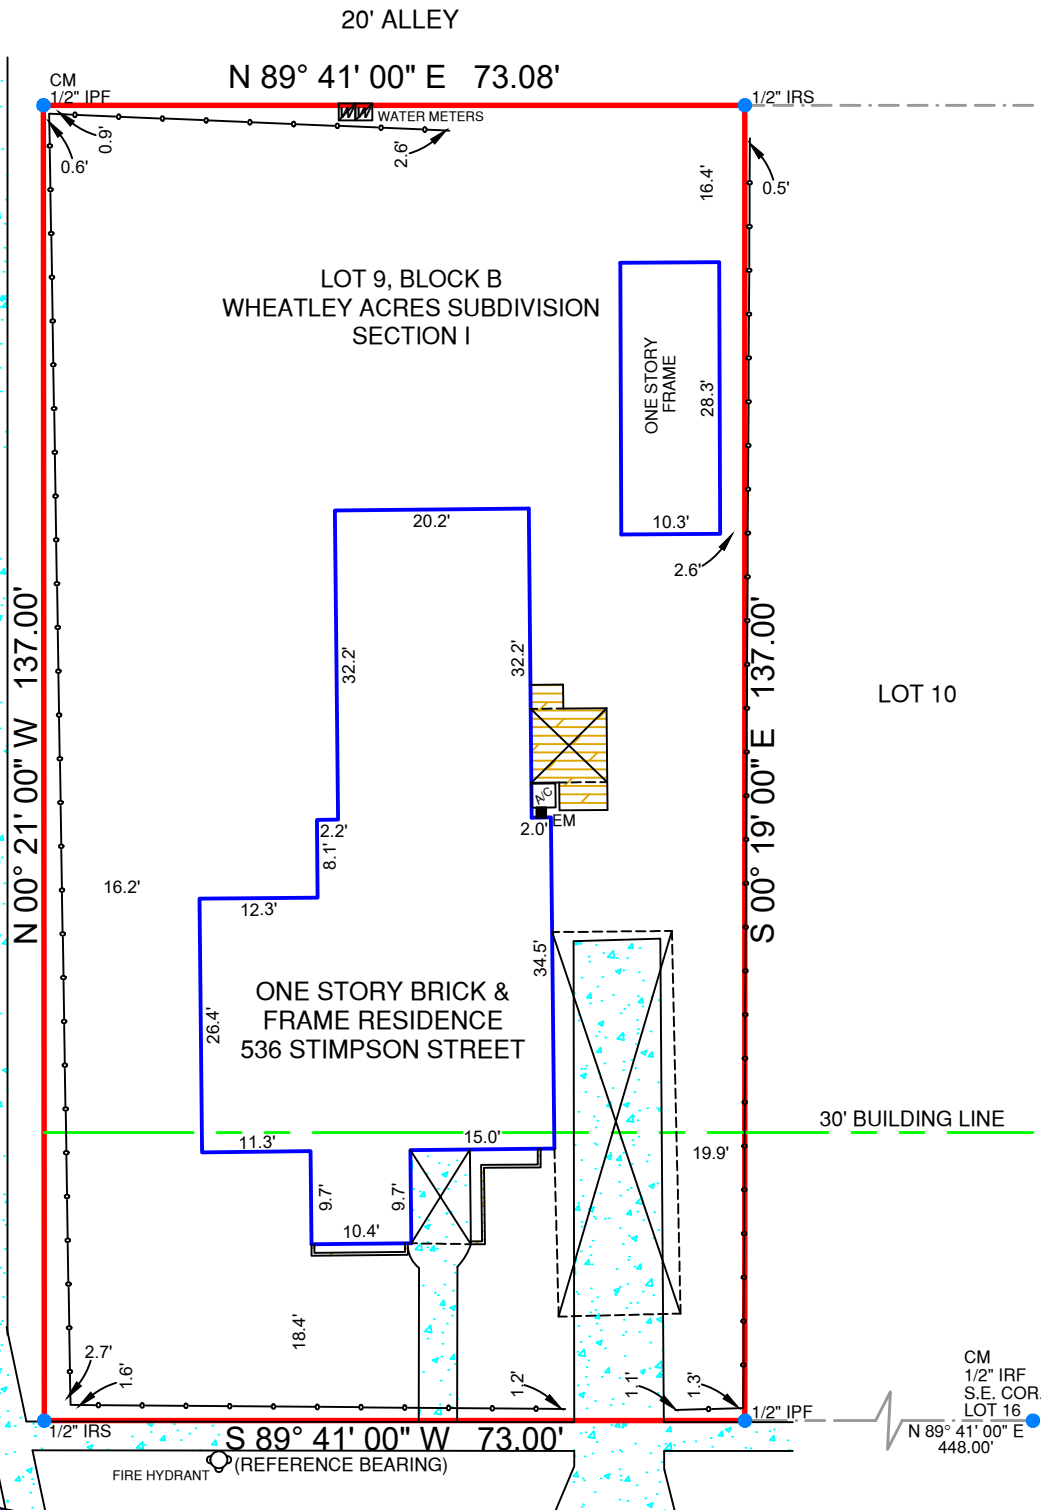 20' ALLEY
N 89° 41' 00" E 73.08'
CM
1/2" IPF
1/2" IRS
WATER METERS
0.9'
0.6'
2.6'
16.4'
0.5'
LOT 9, BLOCK B
WHEATLEY ACRES SUBDIVISION
SECTION I
ONE STORY
FRAME
28.3'
10.3'
2.6'
20.2'
32.2'
32.2'
N 00° 21' 00" W 137.00'
S 00° 19' 00" E 137.00'
LOT 10
A/C
EM
2.2'
2.0'
8.1'
16.2'
12.3'
34.5'
ONE STORY BRICK &
FRAME RESIDENCE
536 STIMPSON STREET
26.4'
30' BUILDING LINE
11.3'
15.0'
19.9'
9.7'
9.7'
10.4'
18.4'
2.7'
1.6'
1.2'
1.1'
1.3'
CM
1/2" IRF
S.E. COR.
LOT 16
N 89° 41' 00" E
448.00'
1/2" IRS
1/2" IPF
S 89° 41' 00" W 73.00'
(REFERENCE BEARING)
FIRE HYDRANT
W W